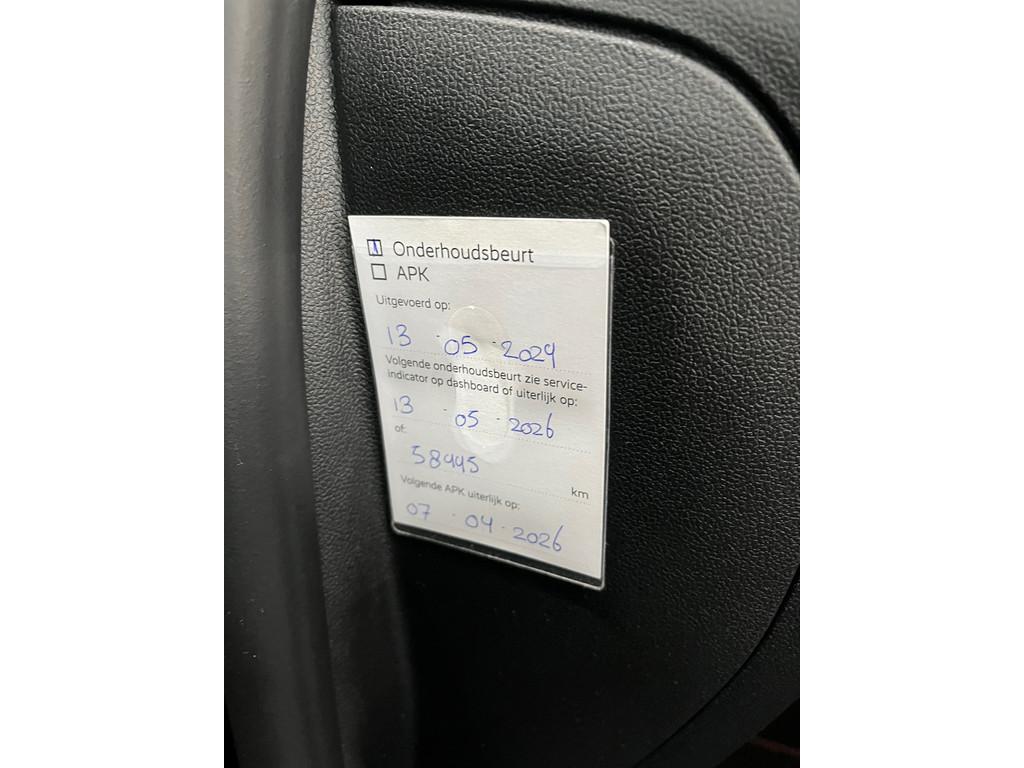 Onderhoudsbeurt
APK
Uitgevoerd op:
13 - 05 - 2024
Volgende onderhoudsbeurt zie service-
indicator op dashboard of uiterlijk op:
13 - 05 - 2026
of:
58445 km
Volgende APK uiterlijk op:
07 - 04 - 2026